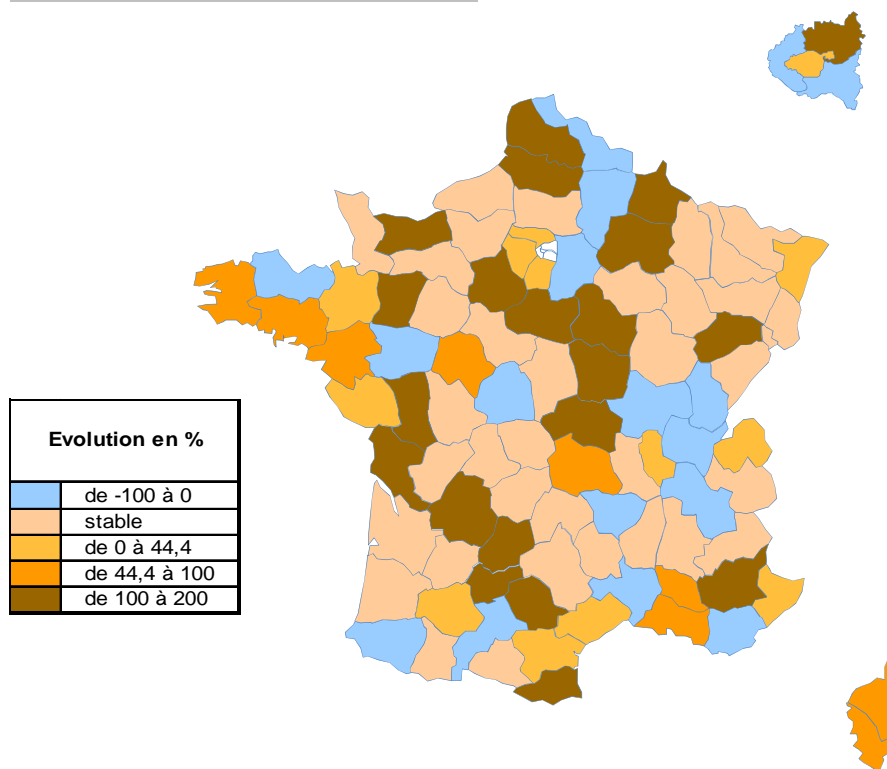 Evolution en %
de -100 à 0
stable
de 0 à 44,4
de 44,4 à 100
de 100 à 200